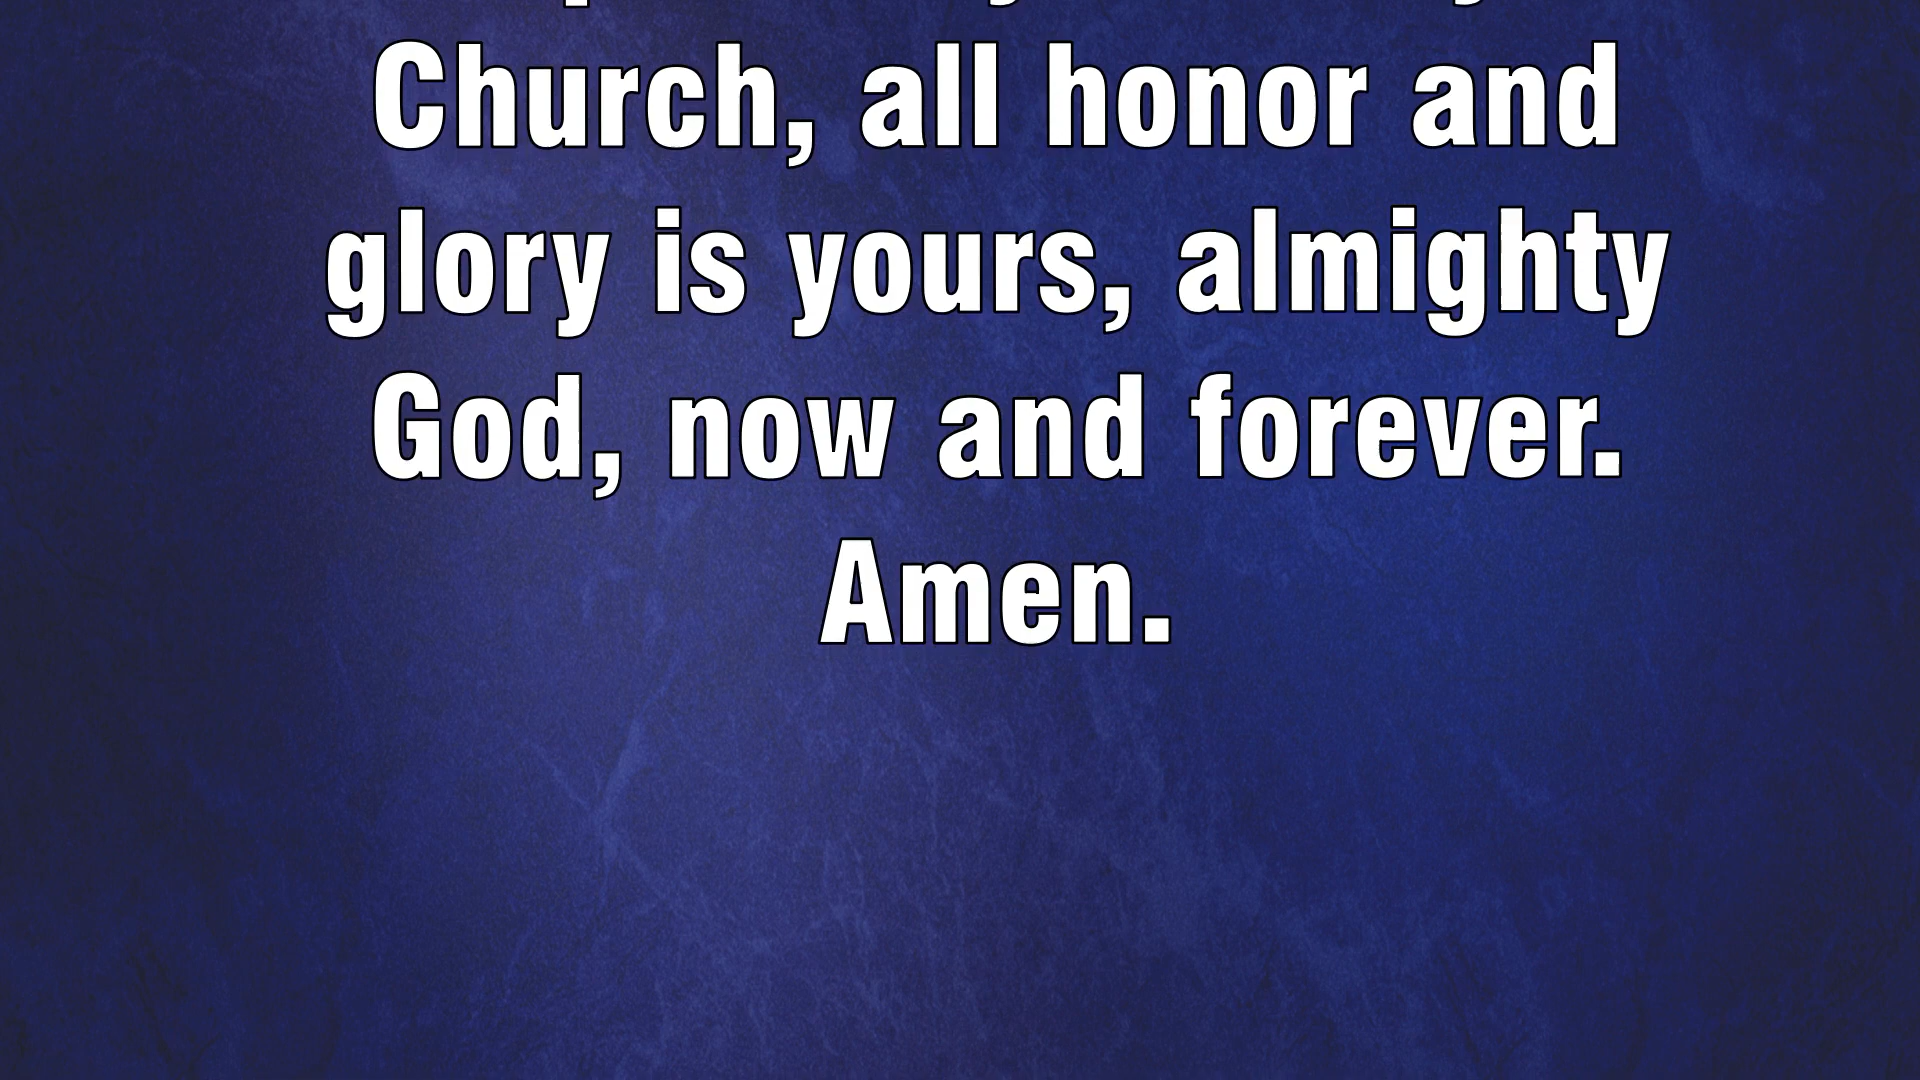 Church, all honor and
glory is yours, almighty
God, now and forever.
Amen.